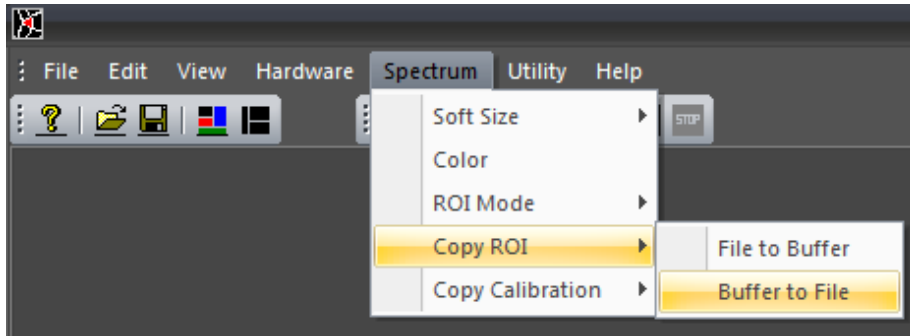 File Edit View Hardware Spectrum Utility Help
STOP
Soft Size
Color
ROI Mode
Copy ROI
Copy Calibration
File to Buffer
Buffer to File